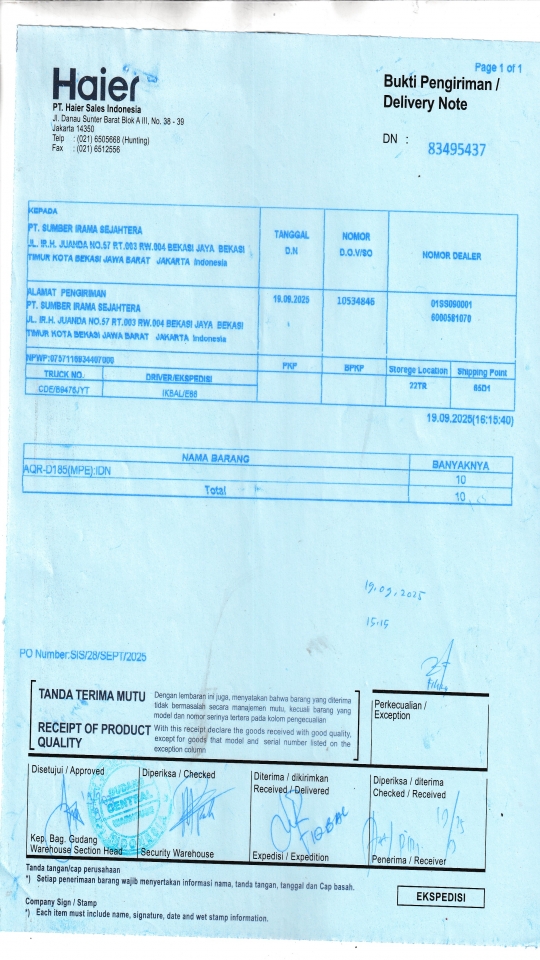 Page 1 of 1
Haier
Bukti Pengiriman /
Delivery Note
PT. Haier Sales Indonesia
Jl. Danau Sunter Barat Blok A III, No. 38 - 39
Jakarta 14350
Telp : (021) 6505668 (Hunting)
Fax : (021) 6512556
DN : 83495437
KEPADA
PT. SUMBER IRAMA SEJAHTERA
JL. IR.H. JUANDA NO.57 RT.003 RW.004 BEKASI JAYA BEKASI
TIMUR KOTA BEKASI JAWA BARAT JAKARTA Indonesia
TANGGAL
D.N
NOMOR
D.O.V/SO
NOMOR DEALER
ALAMAT PENGIRIMAN
PT. SUMBER IRAMA SEJAHTERA
JL. IR.H. JUANDA NO.57 RT.003 RW.004 BEKASI JAYA BEKASI
TIMUR KOTA BEKASI JAWA BARAT JAKARTA Indonesia
19.09.2025
10534846
01SS090001
6000581070
PKP
BPKP
Storege Location
Shipping Point
TRUCK NO.
DRIVER/EKSPEDISI
22TR
65D1
IKBAL/E88
19.09.2025(16:15:40)
NAMA BARANG
BANYAKNYA
AQR-D185(MPE):IDN
10
Total
10
19.09.2025
15:15
PO Number:SIS/28/SEPT/2025
TANDA TERIMA MUTU
Dengan lembaran ini juga, menyatakan bahwa barang yang diterima
tidak bermasalah secara manajemen mutu, kecuali barang yang
model dan nomor serinya tertera pada kolom pengecualian
RECEIPT OF PRODUCT
QUALITY
With this receipt declare the goods received with good quality,
except for goods that model and serial number listed on the
exception column
Perkecualian /
Exception
Disetujui / Approved
Diperiksa / Checked
Diterima / dikirimkan
Received / Delivered
Diperiksa / diterima
Checked / Received
CENTRAL
IQBAL
Kep. Bag. Gudang
Warehouse Section Head
Security Warehouse
Expedisi / Expedition
Penerima / Receiver
Tanda tangan/cap perusahaan
*) Setiap penerimaan barang wajib menyertakan informasi nama, tanda tangan, tanggal dan Cap basah.
EKSPEDISI
Company Sign / Stamp
*) Each item must include name, signature, date and wet stamp information.